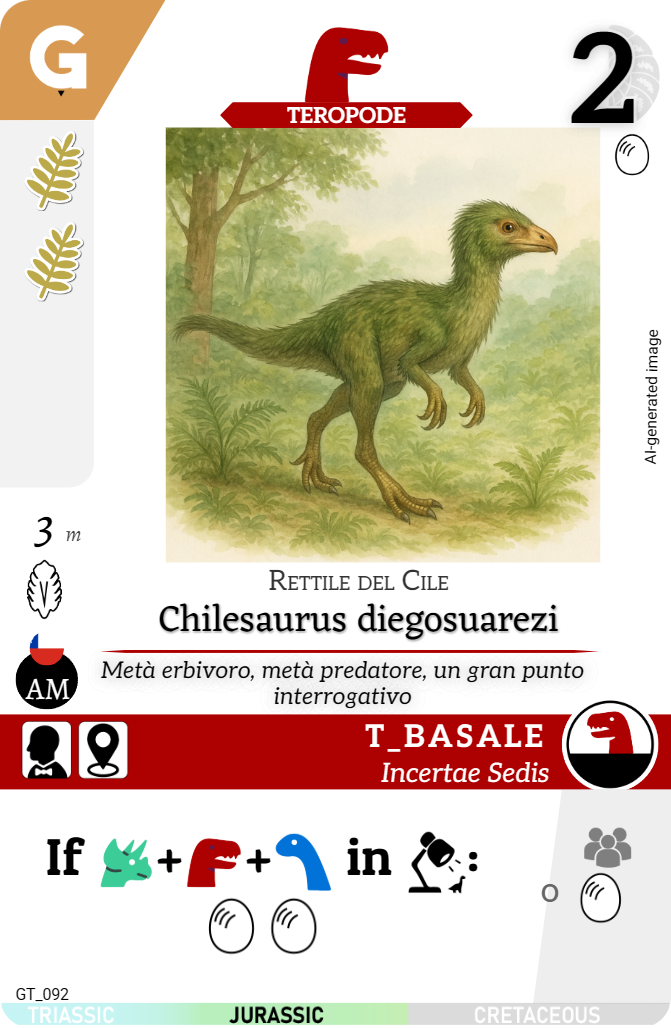 G
2
TEROPODE
AI-generated image
3 m
Rettile del Cile
Chilesaurus diegosuarezi
AM
Metà erbivoro, metà predatore, un gran punto
interrogativo
T_BASALE
Incertae Sedis
If + + in :
O
GT_092
TRIASSIC JURASSIC CRETACEOUS